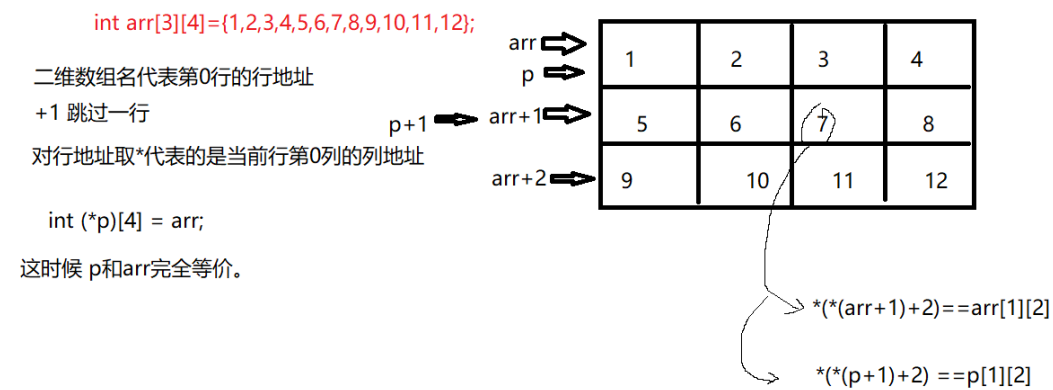 int arr[3][4]={1,2,3,4,5,6,7,8,9,10,11,12};
二维数组名代表第0行的行地址
+1 跳过一行
对行地址取*代表的是当前行第0列的列地址
int (*p)[4] = arr;
这时候 p和arr完全等价。
arr
p
1 2 3 4
p+1 arr+1
5 6 7 8
arr+2
9 10 11 12
*(*(arr+1)+2)==arr[1][2]
*(*(p+1)+2) ==p[1][2]